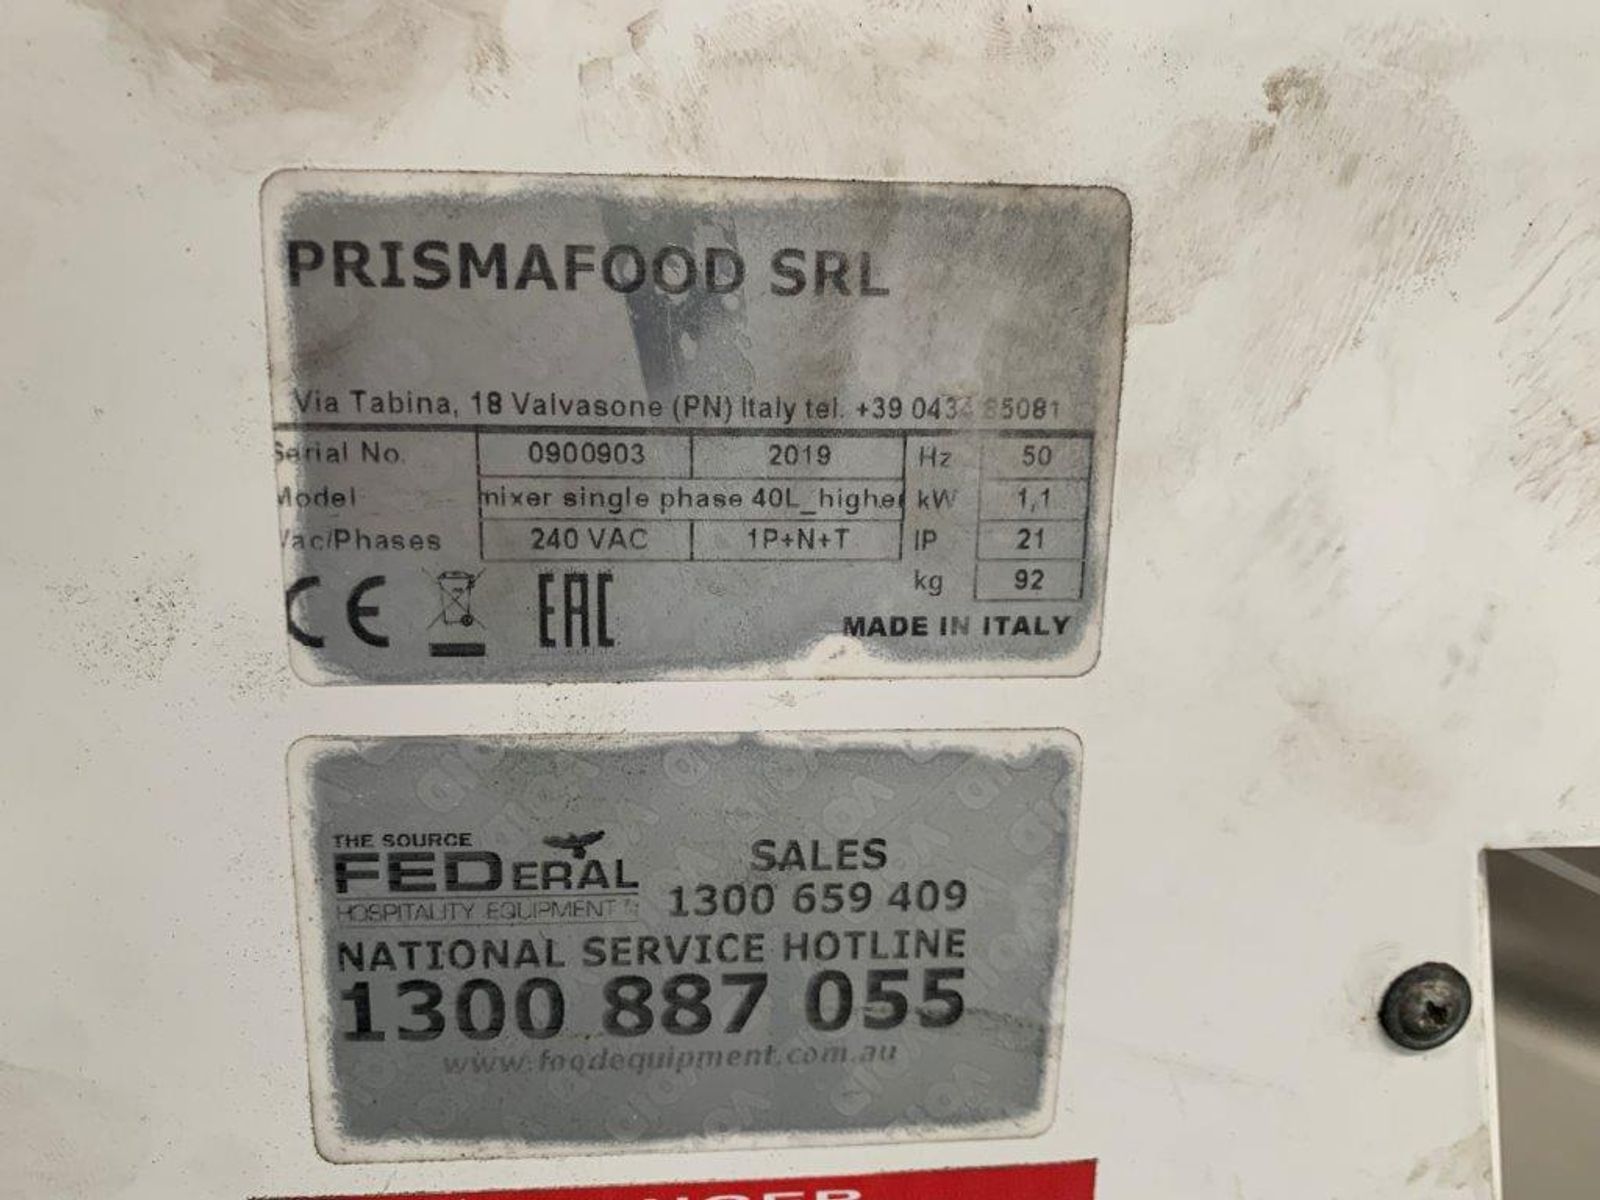 PRISMAFOOD SRL
Via Tabina, 18 Valvasone (PN) Italy tel. +39 0434 85081
Serial No. 0900903 2019 Hz 50
Model mixer single phase 40L_higher kW 1,1
Vac/Phases 240 VAC 1P+N+T IP 21
kg 92
CE EAC
MADE IN ITALY
THE SOURCE
FEDERAL
HOSPITALITY EQUIPMENT
SALES
1300 659 409
NATIONAL SERVICE HOTLINE
1300 887 055
www.foodequipment.com.au